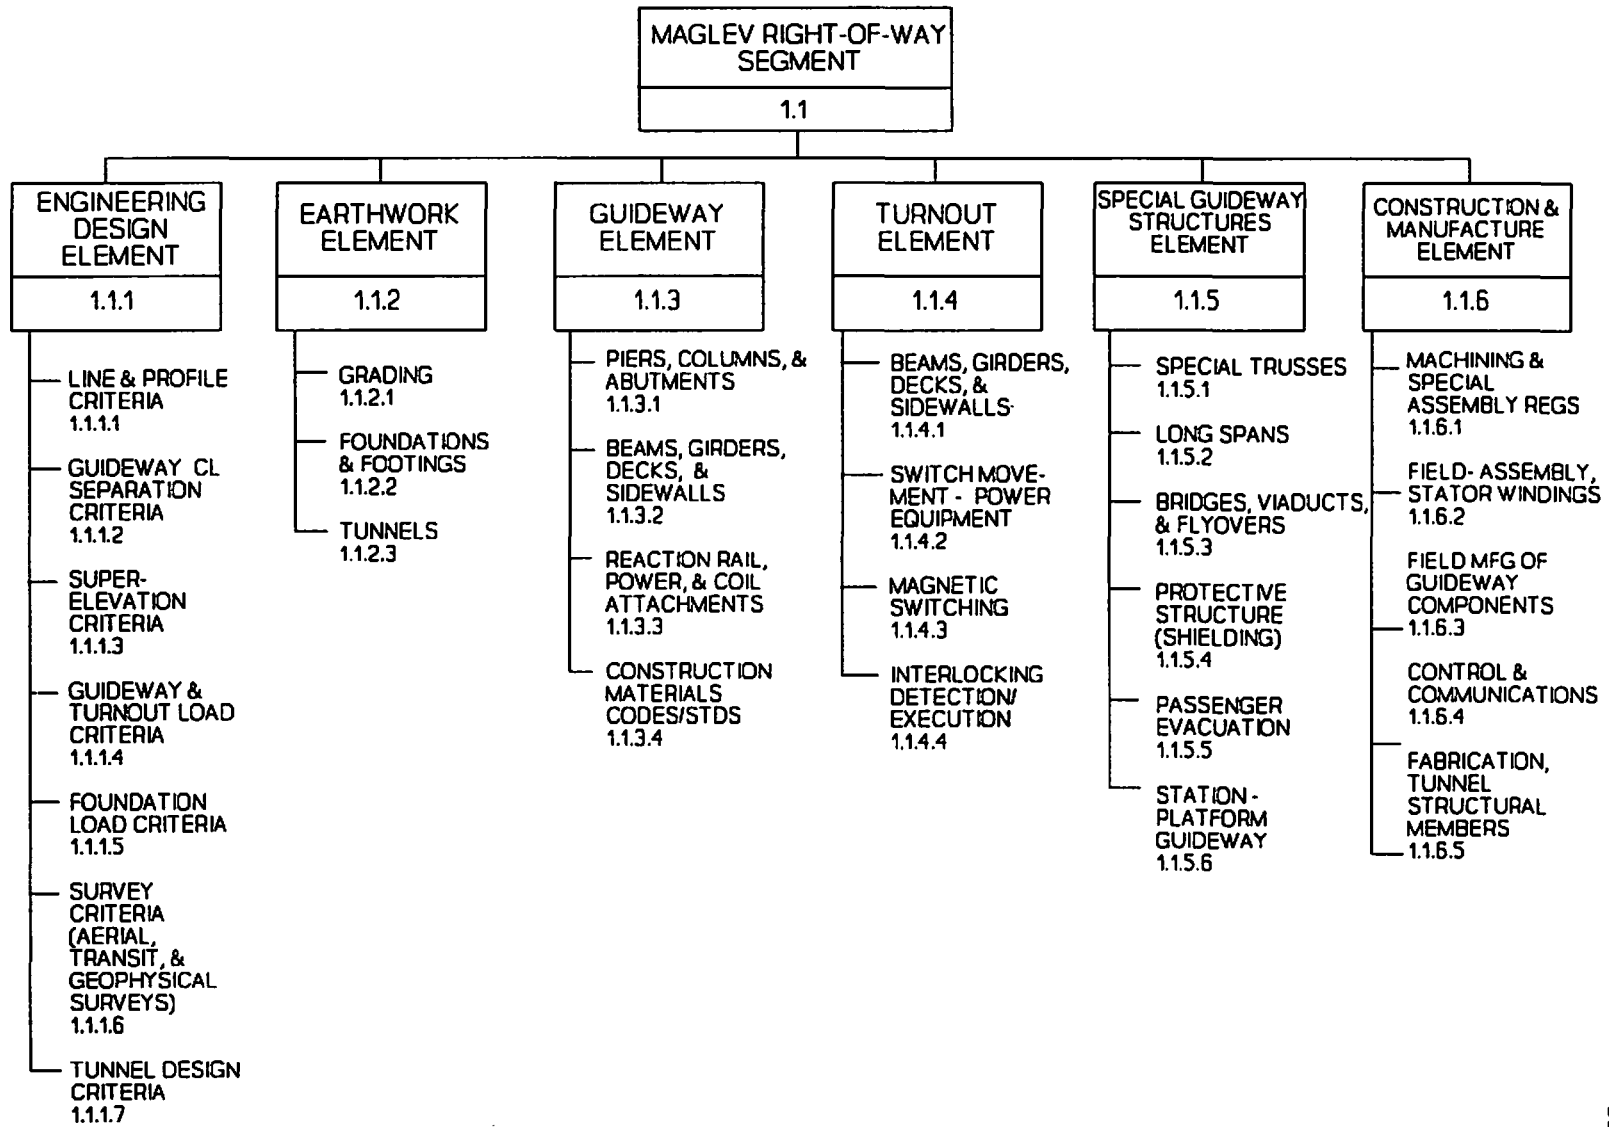 MAGLEV RIGHT-OF-WAY
SEGMENT
1.1
ENGINEERING
DESIGN
ELEMENT
1.1.1
LINE & PROFILE
CRITERIA
1.1.1.1
GUIDEWAY CL
SEPARATION
CRITERIA
1.1.1.2
SUPER-
ELEVATION
CRITERIA
1.1.1.3
GUIDEWAY &
TURNOUT LOAD
CRITERIA
1.1.1.4
FOUNDATION
LOAD CRITERIA
1.1.1.5
SURVEY
CRITERIA
(AERIAL,
TRANSIT, &
GEOPHYSICAL
SURVEYS)
1.1.1.6
TUNNEL DESIGN
CRITERIA
1.1.1.7
EARTHWORK
ELEMENT
1.1.2
GRADING
1.1.2.1
FOUNDATIONS
& FOOTINGS
1.1.2.2
TUNNELS
1.1.2.3
GUIDEWAY
ELEMENT
1.1.3
PIERS, COLUMNS, &
ABUTMENTS
1.1.3.1
BEAMS, GIRDERS,
DECKS, &
SIDEWALLS
1.1.3.2
REACTION RAIL,
POWER, & COIL
ATTACHMENTS
1.1.3.3
CONSTRUCTION
MATERIALS
CODES/STDS
1.1.3.4
TURNOUT
ELEMENT
1.1.4
BEAMS, GIRDERS,
DECKS, &
SIDEWALLS
1.1.4.1
SWITCH MOVE-
MENT - POWER
EQUIPMENT
1.1.4.2
MAGNETIC
SWITCHING
1.1.4.3
INTERLOCKING
DETECTION/
EXECUTION
1.1.4.4
SPECIAL GUIDEWAY
STRUCTURES
ELEMENT
1.1.5
SPECIAL TRUSSES
1.1.5.1
LONG SPANS
1.1.5.2
BRIDGES, VIADUCTS,
& FLYOVERS
1.1.5.3
PROTECTIVE
STRUCTURE
(SHIELDING)
1.1.5.4
PASSENGER
EVACUATION
1.1.5.5
STATION -
PLATFORM
GUIDEWAY
1.1.5.6
CONSTRUCTION &
MANUFACTURE
ELEMENT
1.1.6
MACHINING &
SPECIAL
ASSEMBLY REGS
1.1.6.1
FIELD- ASSEMBLY,
STATOR WINDINGS
1.1.6.2
FIELD MFG OF
GUIDEWAY
COMPONENTS
1.1.6.3
CONTROL &
COMMUNICATIONS
1.1.6.4
FABRICATION,
TUNNEL
STRUCTURAL
MEMBERS
1.1.6.5